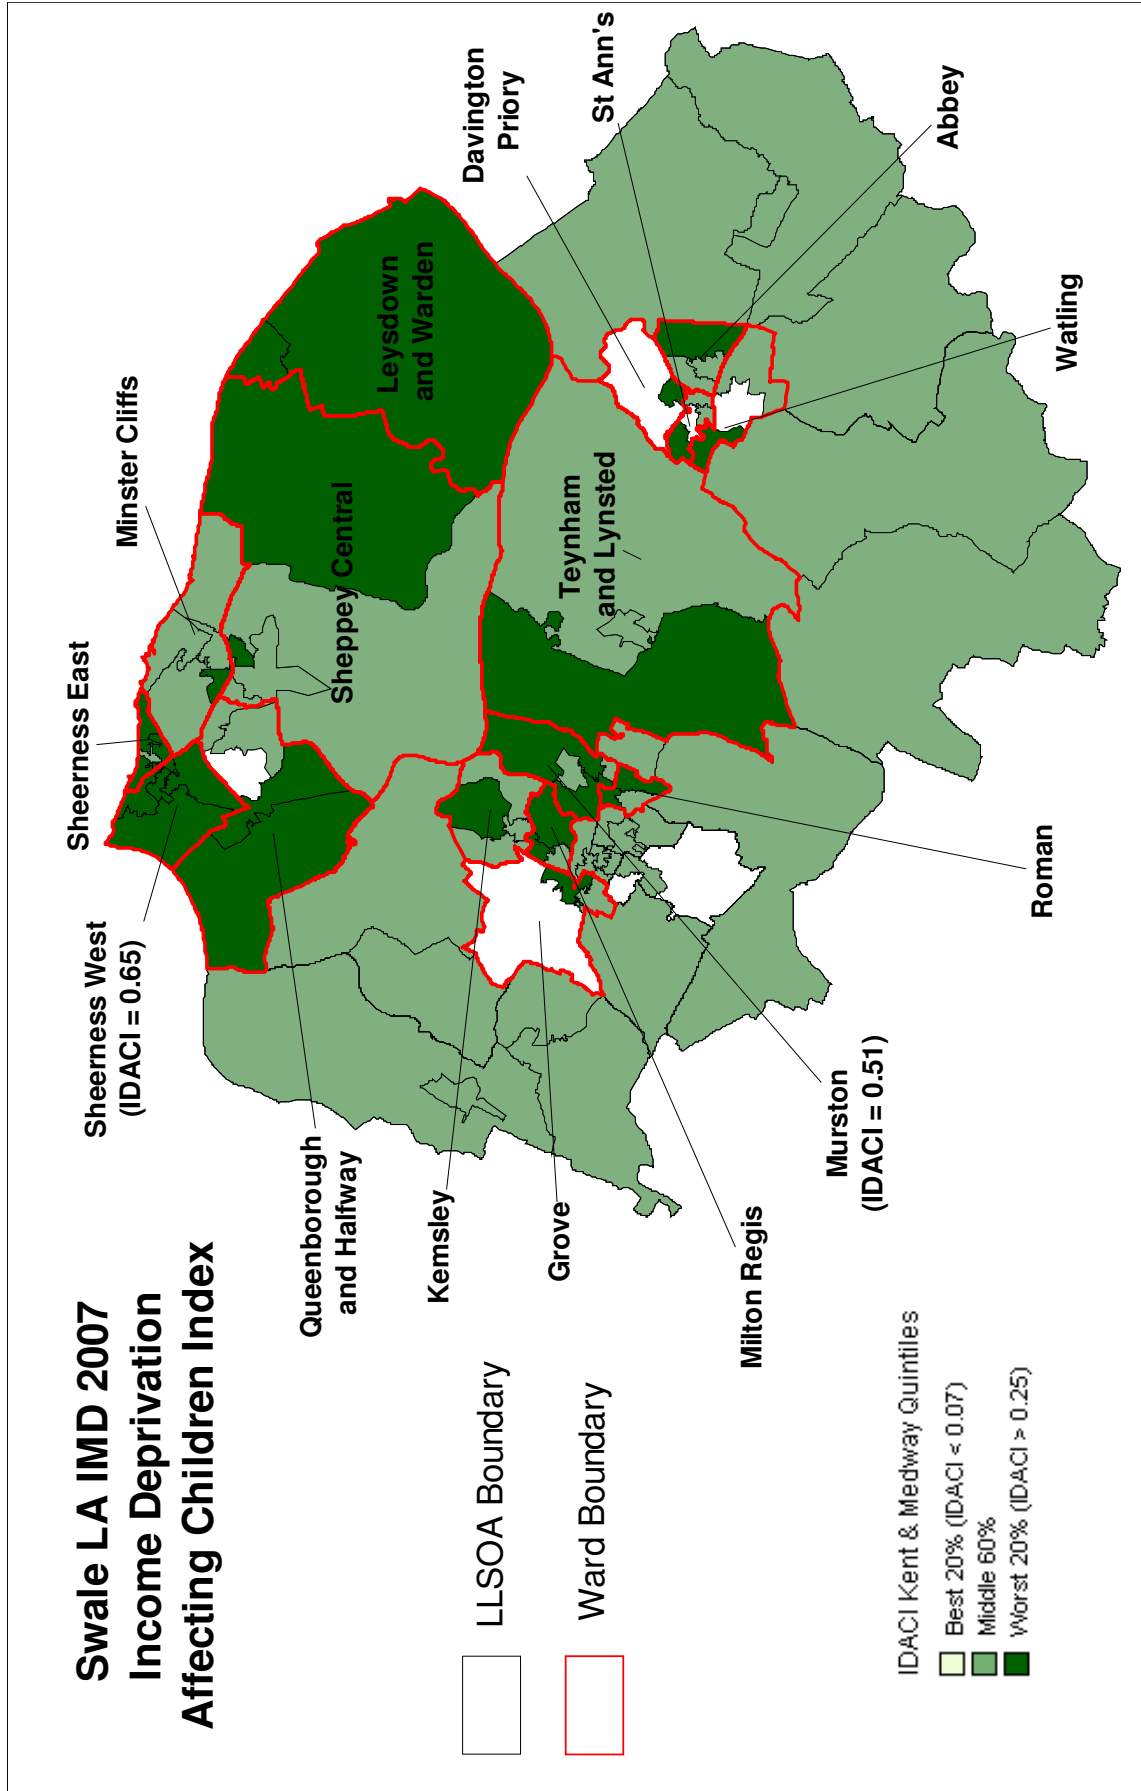 Swale LA IMD 2007
Income Deprivation
Affecting Children Index
LLSOA Boundary
Ward Boundary
IDACI Kent & Medway Quintiles
Best 20% (IDACI < 0.07)
Middle 60%
Worst 20% (IDACI > 0.25)
Sheerness West
(IDACI = 0.65)
Sheerness East
Minster Cliffs
Queenborough
and Halfway
Sheppey Central
Leysdown
and Warden
Kemsley
Grove
Milton Regis
Murston
(IDACI = 0.51)
Roman
Teynham
and Lynsted
Davington
Priory
St Ann's
Abbey
Watling